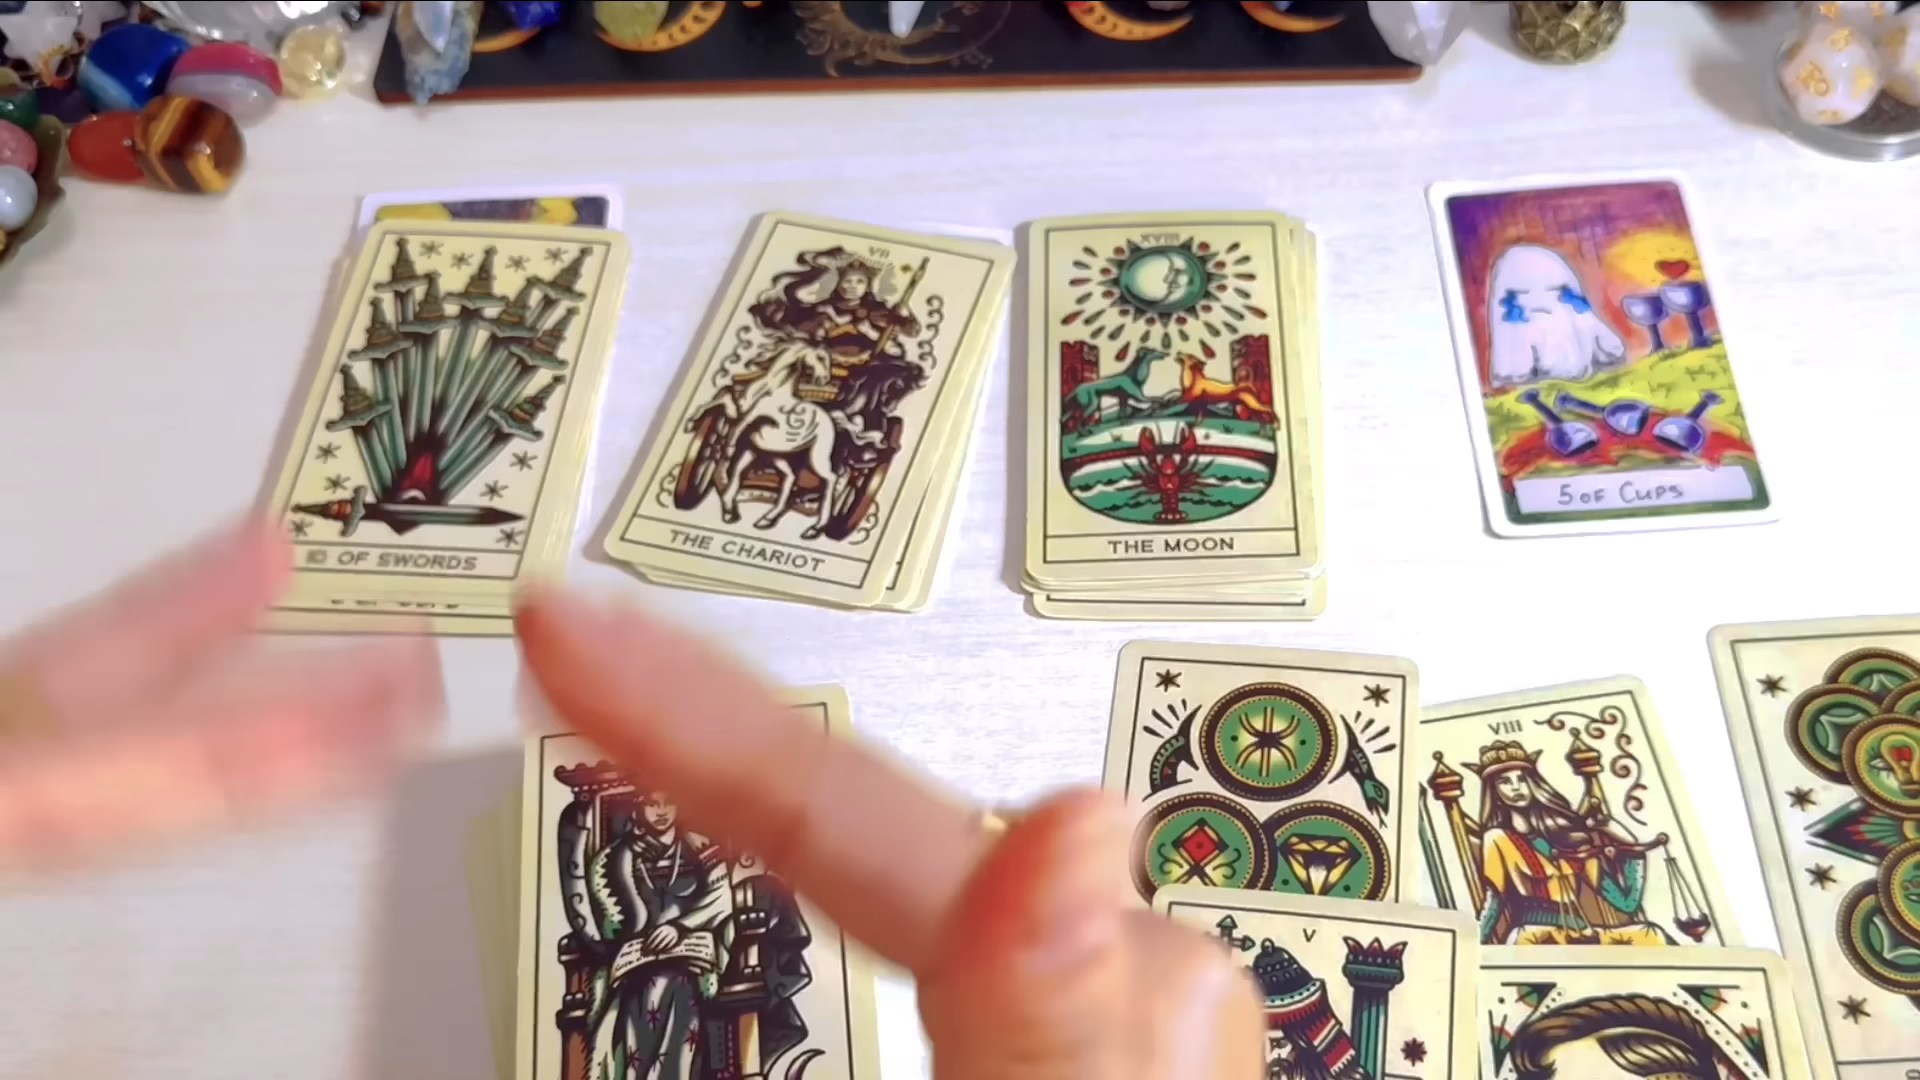 10 OF SWORDS
VII
THE CHARIOT
XVIII
THE MOON
5 OF CUPS
VIII
V